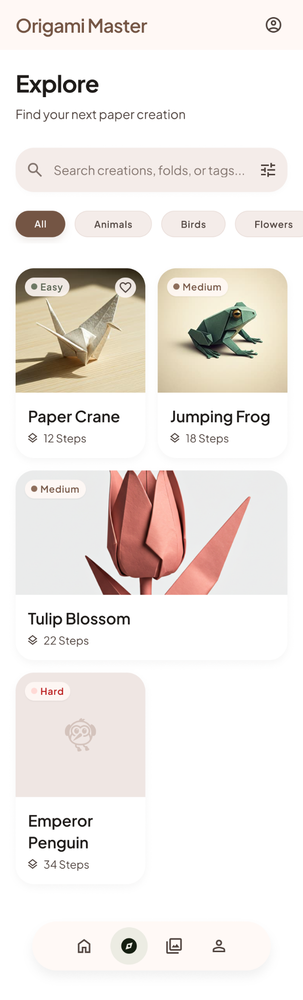 Origami Master
Explore
Find your next paper creation
Search creations, folds, or tags...
All
Animals
Birds
Flowers
Easy
Medium
Paper Crane
12 Steps
Jumping Frog
18 Steps
Medium
Tulip Blossom
22 Steps
Hard
Emperor
Penguin
34 Steps